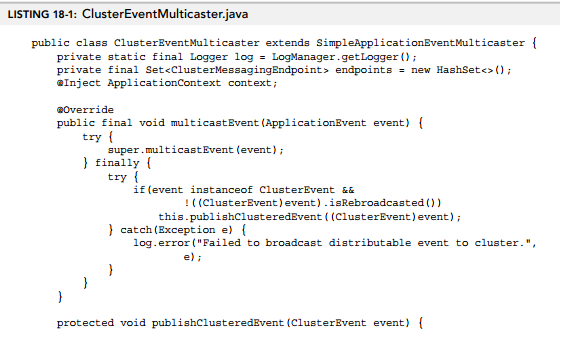 LISTING 18-1: ClusterEventMulticaster.java
public class ClusterEventMulticaster extends SimpleApplicationEventMulticaster {
    private static final Logger log = LogManager.getLogger();
    private final Set<ClusterMessagingEndpoint> endpoints = new HashSet<>();
    @Inject ApplicationContext context;

    @Override
    public final void multicastEvent(ApplicationEvent event) {
        try {
            super.multicastEvent(event);
        } finally {
            try {
                if(event instanceof ClusterEvent &&
                        !((ClusterEvent)event).isRebroadcasted())
                    this.publishClusteredEvent((ClusterEvent)event);
            } catch(Exception e) {
                log.error("Failed to broadcast distributable event to cluster.",
                        e);
            }
        }
    }

    protected void publishClusteredEvent(ClusterEvent event) {